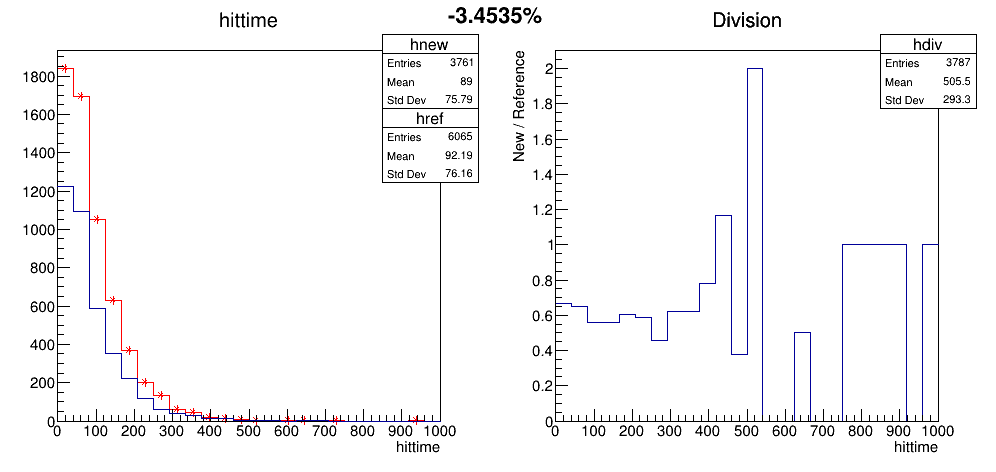 -3.4535%
hittime
hnew
Entries 3761
Mean 89
Std Dev 75.79
href
Entries 6065
Mean 92.19
Std Dev 76.16
1800
1600
1400
1200
1000
800
600
400
200
0
0 100 200 300 400 500 600 700 800 900 1000
hittime
Division
hdiv
Entries 3787
Mean 505.5
Std Dev 293.3
New / Reference
2
1.8
1.6
1.4
1.2
1
0.8
0.6
0.4
0.2
0
0 100 200 300 400 500 600 700 800 900 1000
hittime